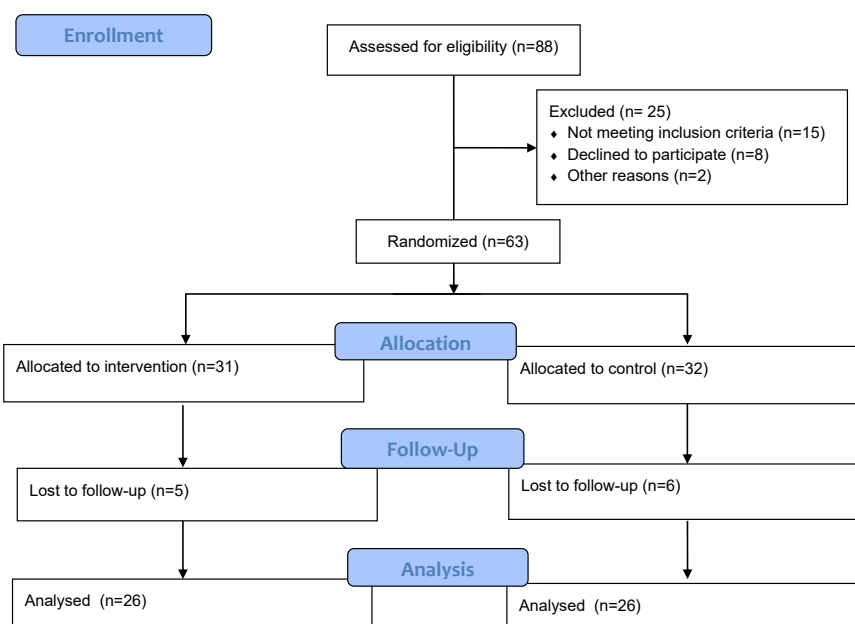 Enrollment
Assessed for eligibility (n=88)
Excluded (n= 25)
♦ Not meeting inclusion criteria (n=15)
♦ Declined to participate (n=8)
♦ Other reasons (n=2)
Randomized (n=63)
Allocation
Allocated to intervention (n=31)
Allocated to control (n=32)
Follow-Up
Lost to follow-up (n=5)
Lost to follow-up (n=6)
Analysis
Analysed (n=26)
Analysed (n=26)